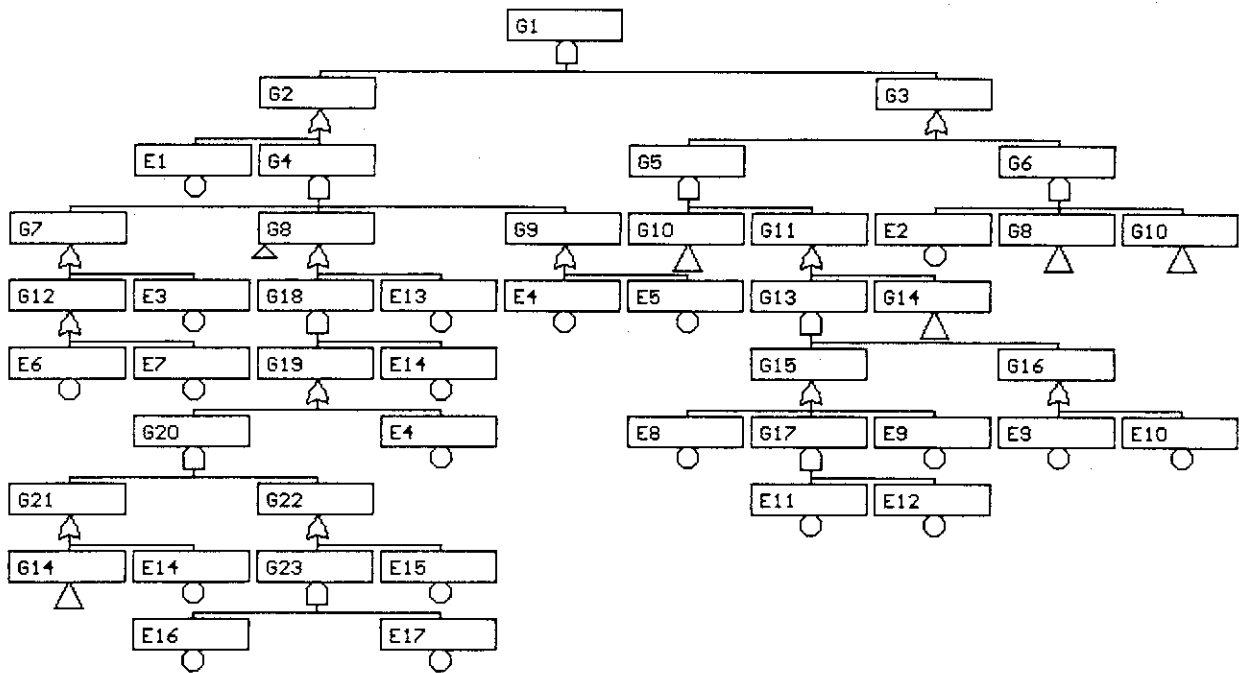 G1
G2 G3
E1 G4 G5 G6
G7 G8 G9 G10 G11 E2 G8 G10
G12 E3 G18 E13 E4 E5 G13 G14
E6 E7 G19 E14 G15 G16
G20 E4 E8 G17 E9 E9 E10
G21 G22 E11 E12
G14 E14 G23 E15
E16 E17